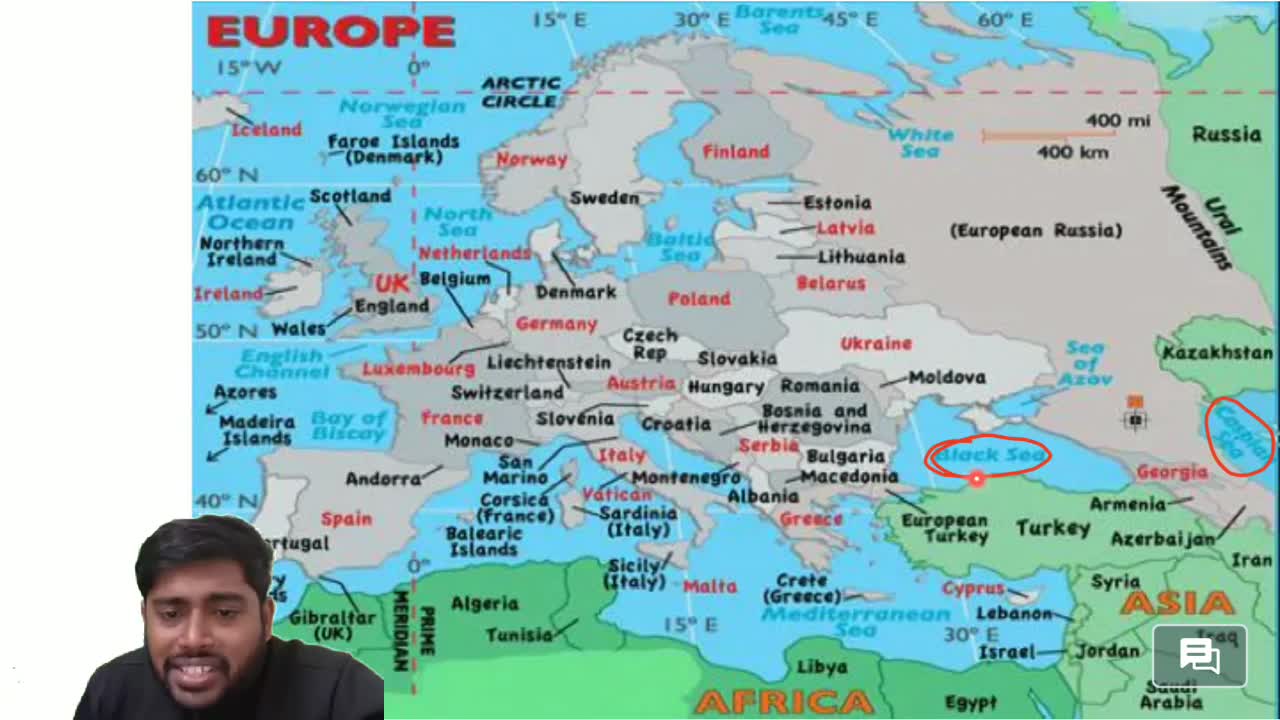 EUROPE
15° E
30° E
Barents
Sea
45° E
60° E
15° W
0°
ARCTIC
CIRCLE
Norwegian
Sea
Iceland
Faroe Islands
(Denmark)
Norway
Finland
White
Sea
400 mi
400 km
Russia
60° N
Scotland
Atlantic
Ocean
North
Sea
Sweden
Estonia
Latvia
Lithuania
(European Russia)
Ural
Mountains
Northern
Ireland
Netherlands
Baltic
Sea
Belarus
Ireland
UK
Belgium
England
Denmark
Poland
Wales
50° N
Germany
Czech
Rep
Slovakia
Ukraine
Kazakhstan
English
Channel
Luxembourg
Liechtenstein
Sea
of
Azov
Azores
Switzerland
Austria
Hungary
Romania
Moldova
Madeira
Islands
Bay of
Biscay
France
Slovenia
Croatia
Bosnia and
Herzegovina
N
Caspian
Sea
Monaco
San
Marino
Italy
Serbia
Bulgaria
Black Sea
Andorra
Montenegro
Macedonia
Georgia
40° N
Corsica
(France)
Vatican
Sardinia
(Italy)
Albania
Greece
European
Turkey
Turkey
Armenia
Azerbaijan
Spain
ortugal
Balearic
Islands
Iran
0°
Sicily
(Italy)
Malta
Crete
(Greece)
Cyprus
Syria
Gibraltar
(UK)
MERIDIAN
PRIME
Algeria
Tunisia
15° E
Mediterranean
Sea
30° E
Lebanon
ASIA
Israel
Jordan
Iraq
Libya
AFRICA
Egypt
Saudi
Arabia